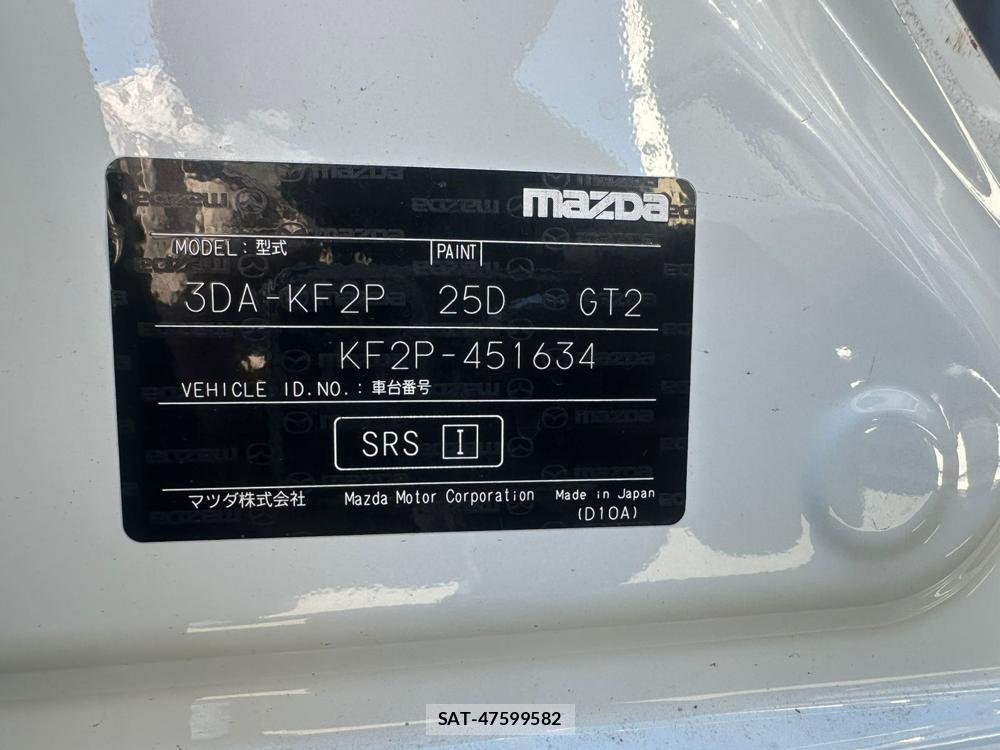 mazda
MODEL : 型式 PAINT
3DA-KF2P 25D GT2
KF2P-451634
VEHICLE ID.NO. : 車台番号
SRS I
マツダ株式会社 Mazda Motor Corporation Made in Japan
(D10A)
SAT-47599582